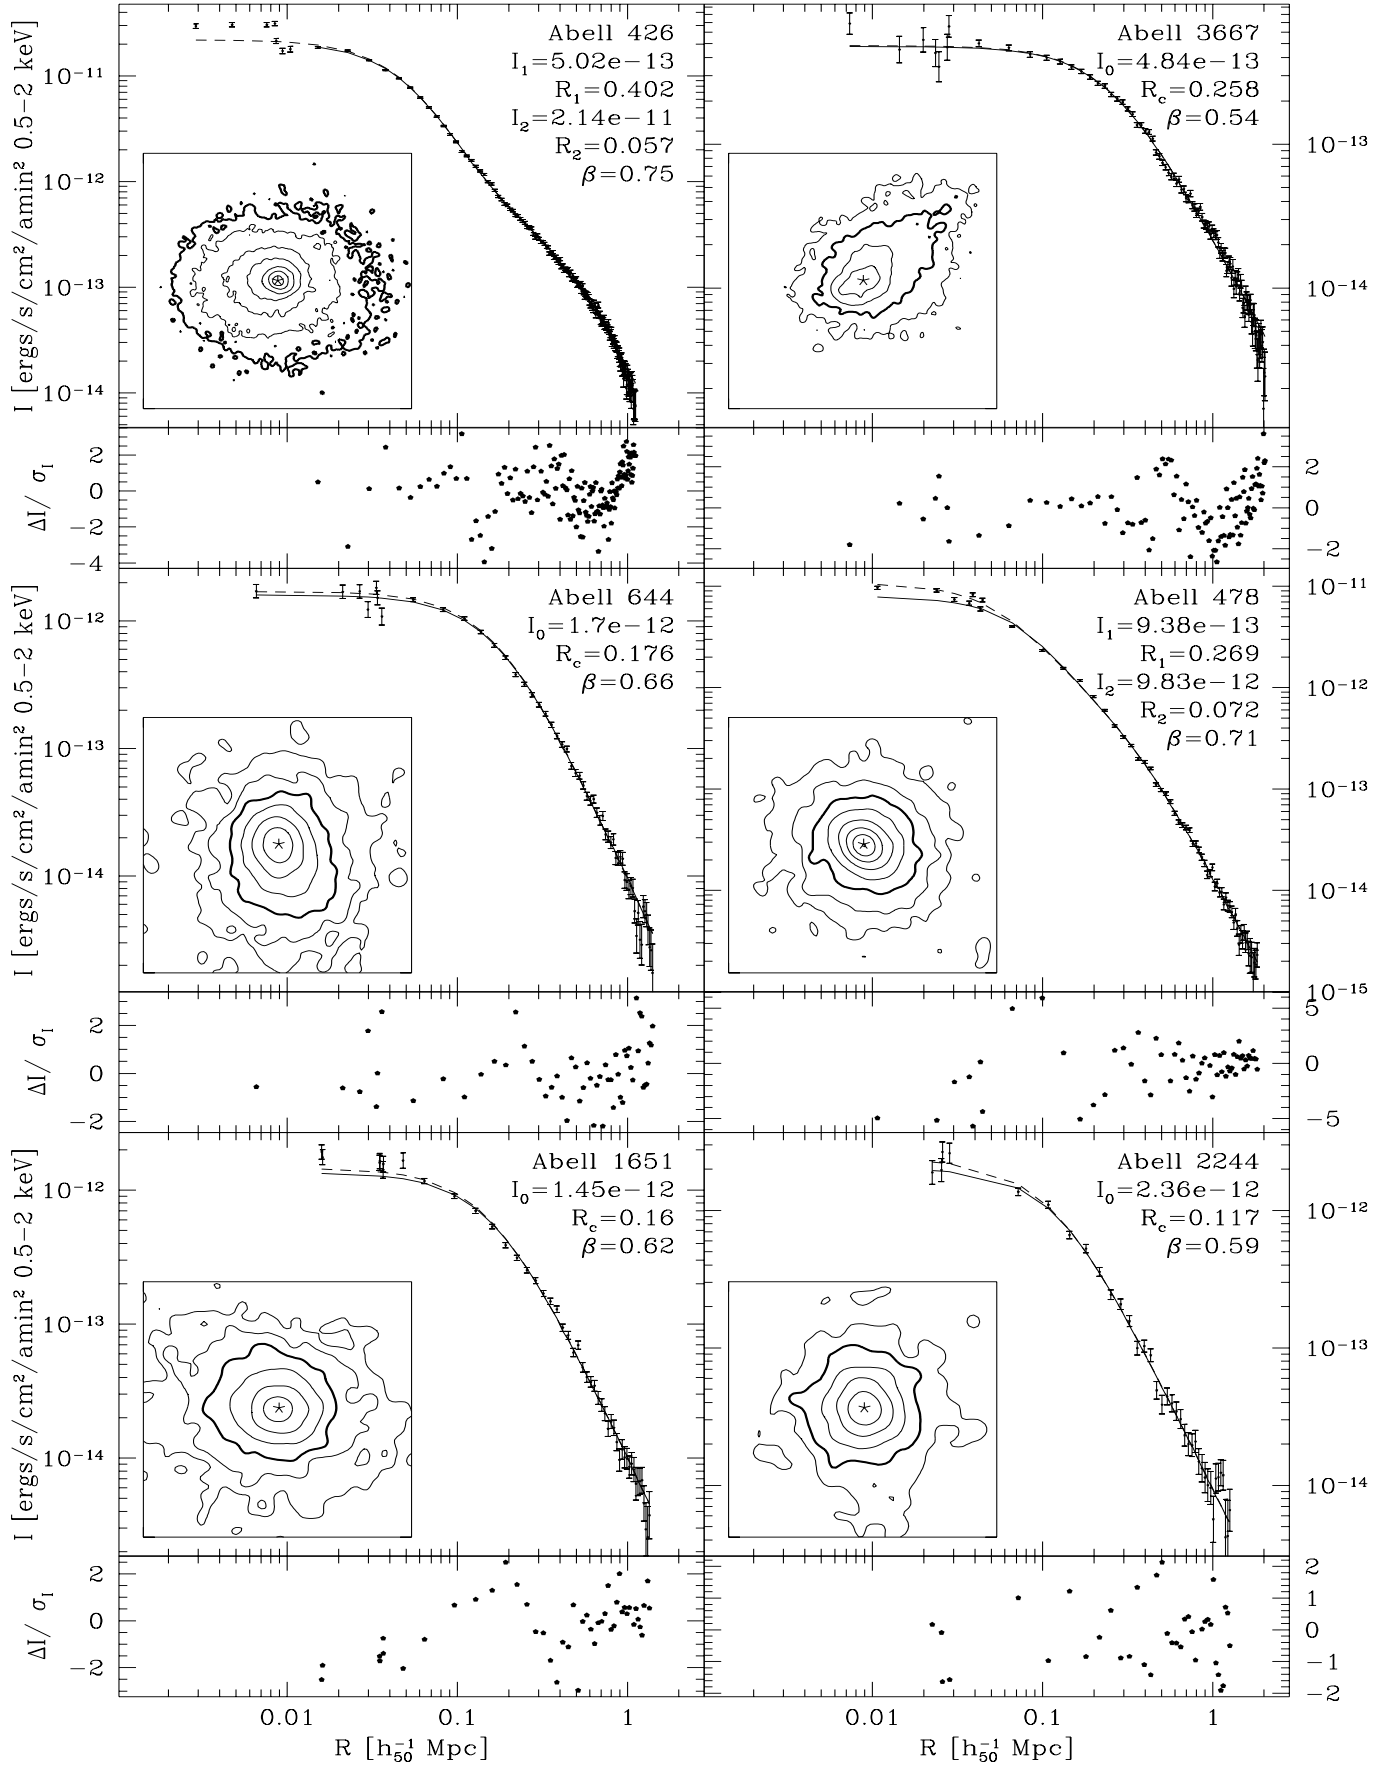 I [ergs/s/cm²/amin² 0.5−2 keV]
10⁻¹¹
10⁻¹²
10⁻¹³
10⁻¹⁴
Abell 426
I₁=5.02e−13
R₁=0.402
I₂=2.14e−11
R₂=0.057
β=0.75
Abell 3667
I₀=4.84e−13
R_c=0.258
β=0.54
10⁻¹³
10⁻¹⁴
ΔI/ σ_I
2
0
−2
−4
2
0
−2
I [ergs/s/cm²/amin² 0.5−2 keV]
10⁻¹²
10⁻¹³
10⁻¹⁴
Abell 644
I₀=1.7e−12
R_c=0.176
β=0.66
Abell 478
I₁=9.38e−13
R₁=0.269
I₂=9.83e−12
R₂=0.072
β=0.71
10⁻¹¹
10⁻¹²
10⁻¹³
10⁻¹⁴
10⁻¹⁵
ΔI/ σ_I
2
0
−2
5
0
−5
I [ergs/s/cm²/amin² 0.5−2 keV]
10⁻¹²
10⁻¹³
10⁻¹⁴
Abell 1651
I₀=1.45e−12
R_c=0.16
β=0.62
Abell 2244
I₀=2.36e−12
R_c=0.117
β=0.59
10⁻¹²
10⁻¹³
10⁻¹⁴
ΔI/ σ_I
2
0
−2
2
1
0
−1
−2
0.01 0.1 1
R [h₅₀⁻¹ Mpc]
0.01 0.1 1
R [h₅₀⁻¹ Mpc]